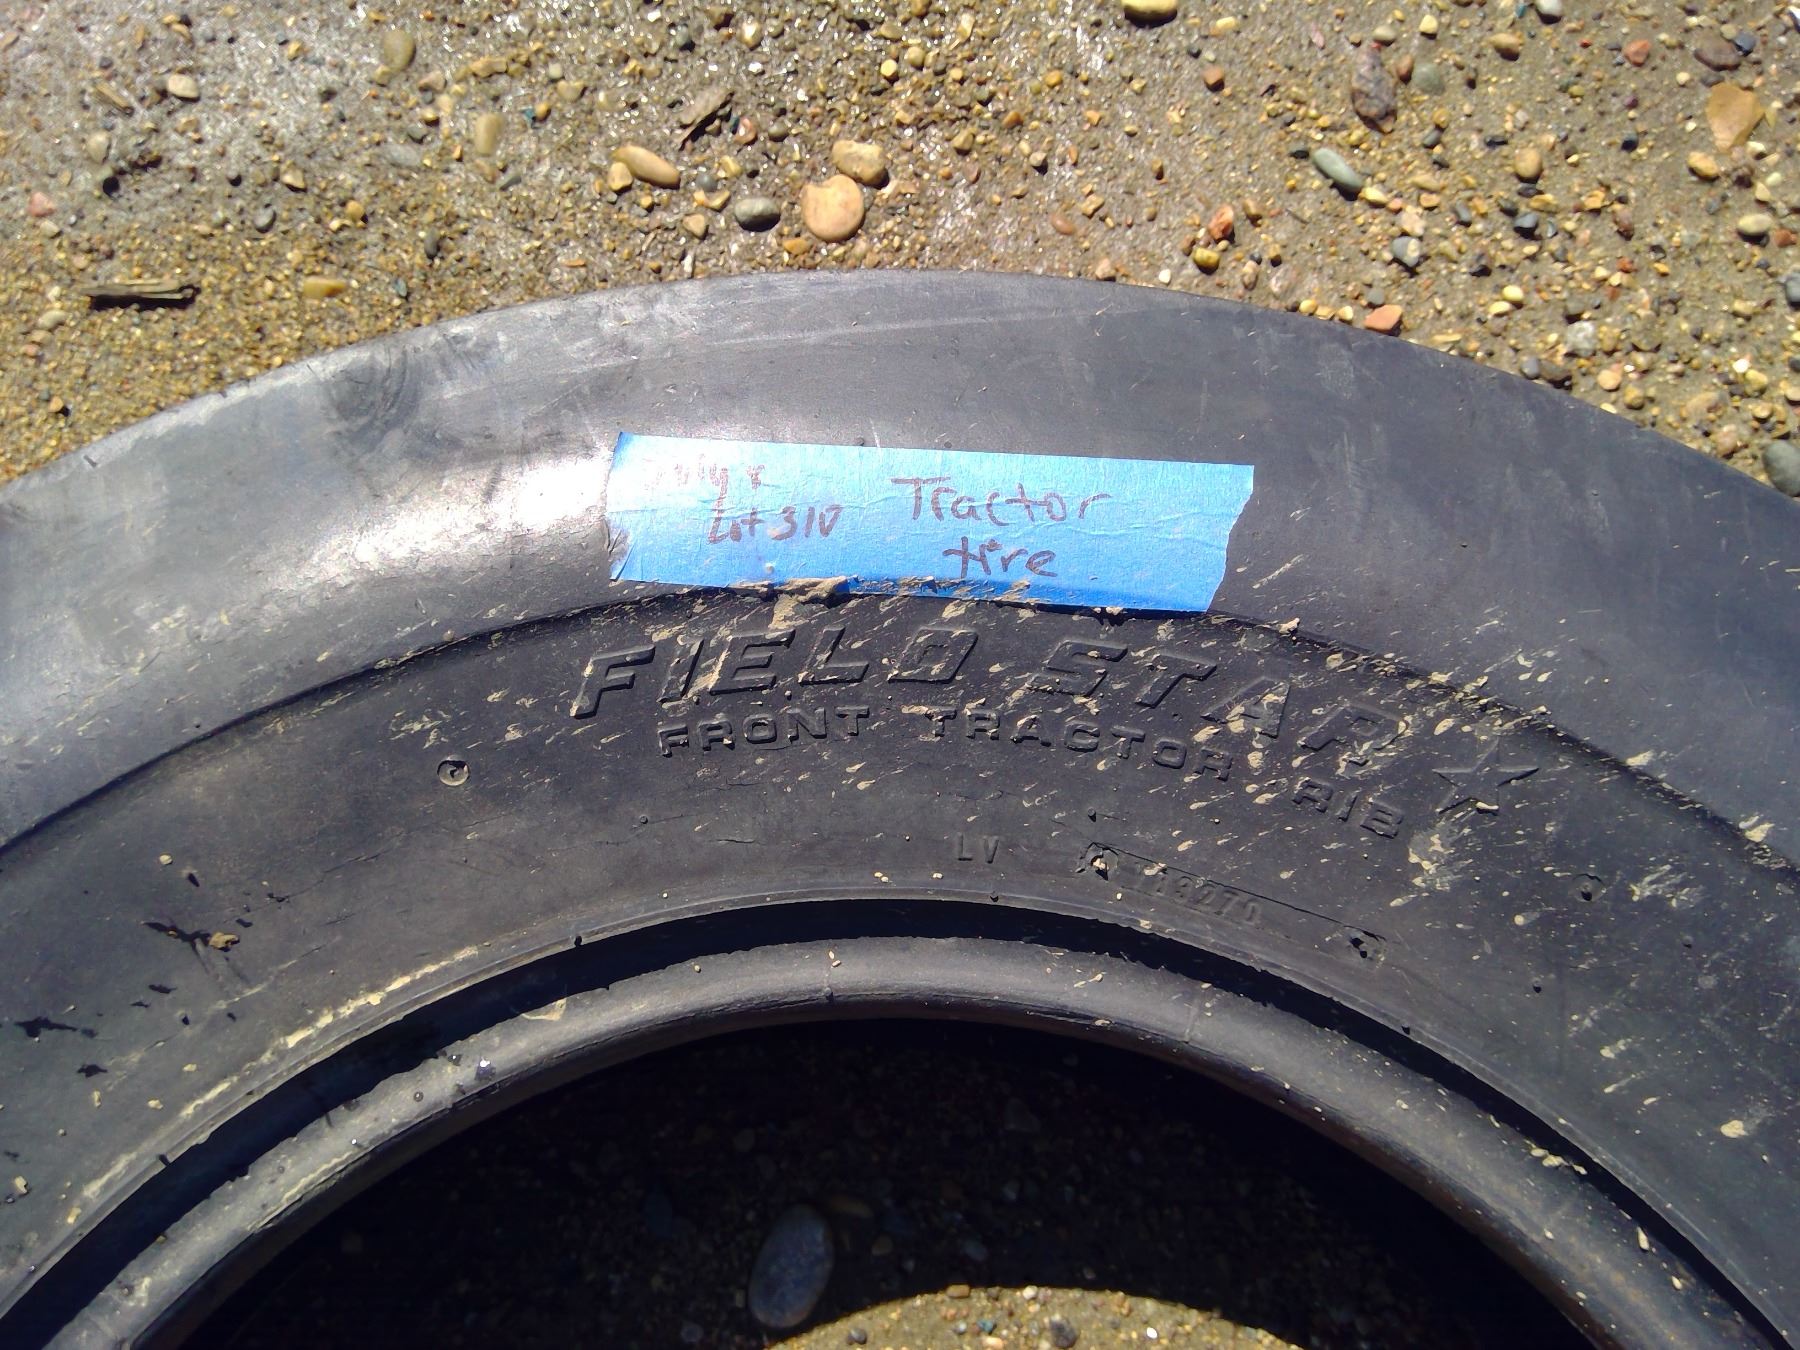 Lot 310
Tractor
tire
FIELD STAR
FRONT TRACTOR RIB
LV